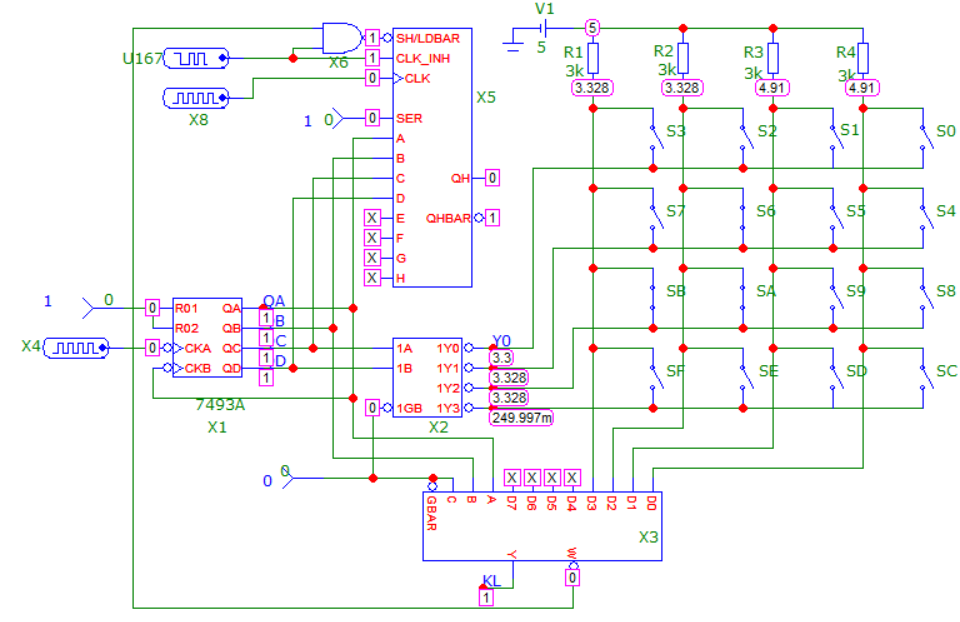 V1
5
5
SH/LDBAR
1
U167
X6
CLK_INH
1
CLK
0
X8
X5
R1
3k
R2
3k
R3
3k
R4
3k
3.328
3.328
4.91
4.91
1 0
0
SER
A
B
C
D
QH
0
X
E
QHBAR
1
X
F
X
G
X
H
S3
S2
S1
S0
S7
S6
S5
S4
SB
SA
S9
S8
SF
SE
SD
SC
1
0
0
R01
QA
QA
1
R02
QB
B
1
X4
0
CKA
QC
C
1
CKB
QD
D
1
7493A
X1
1A
1Y0
Y0
3.3
1B
1Y1
3.328
1Y2
3.328
0
1GB
1Y3
249.997m
X2
0
0
X X X X
GBAR C B A D7 D6 D5 D4 D3 D2 D1 D0
X3
Y
W
KL
1
0